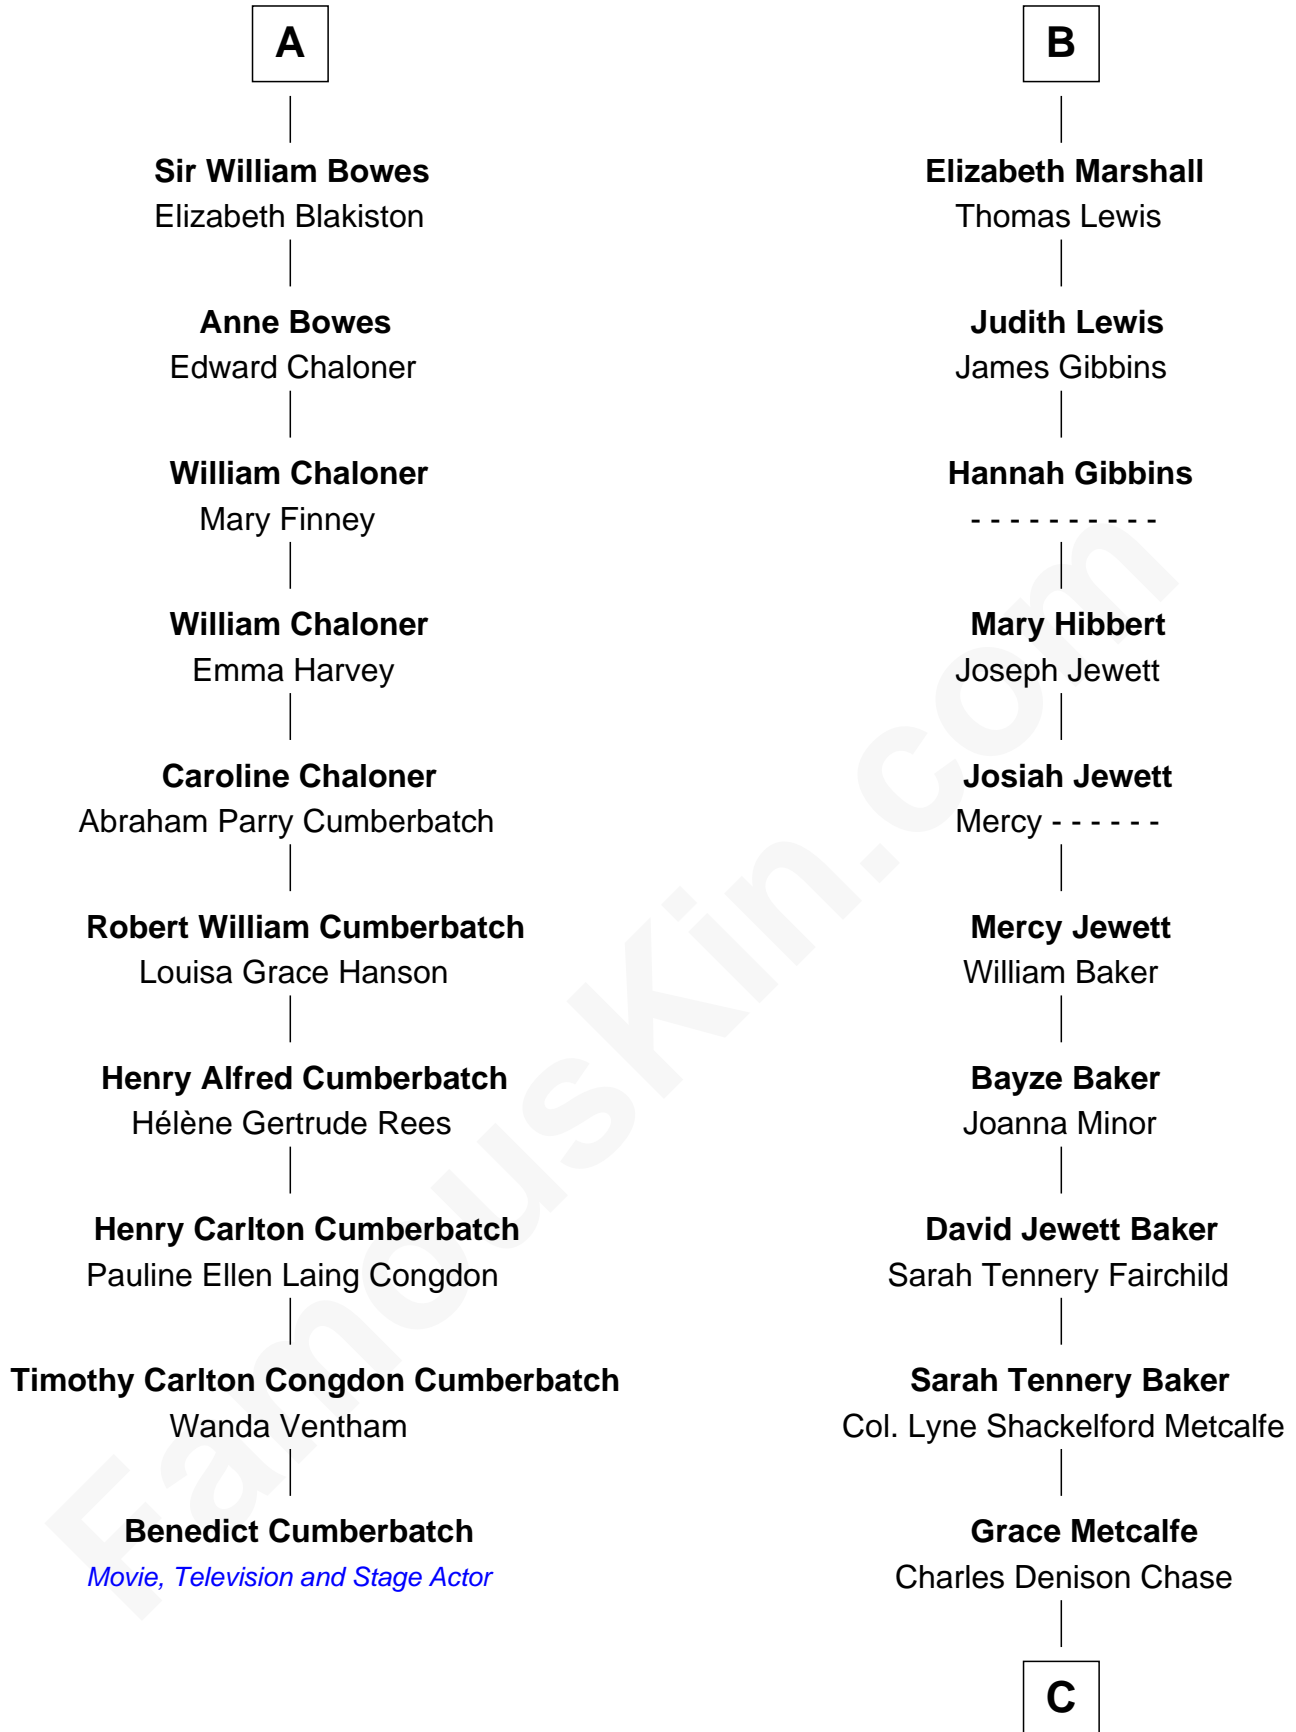 A
Sir William Bowes
Elizabeth Blakiston
Anne Bowes
Edward Chaloner
William Chaloner
Mary Finney
William Chaloner
Emma Harvey
Caroline Chaloner
Abraham Parry Cumberbatch
Robert William Cumberbatch
Louisa Grace Hanson
Henry Alfred Cumberbatch
Hélène Gertrude Rees
Henry Carlton Cumberbatch
Pauline Ellen Laing Congdon
Timothy Carlton Congdon Cumberbatch
Wanda Ventham
Benedict Cumberbatch
Movie, Television and Stage Actor
B
Elizabeth Marshall
Thomas Lewis
Judith Lewis
James Gibbins
Hannah Gibbins
- - - - - - - - - -
Mary Hibbert
Joseph Jewett
Josiah Jewett
Mercy - - - - - -
Mercy Jewett
William Baker
Bayze Baker
Joanna Minor
David Jewett Baker
Sarah Tennery Fairchild
Sarah Tennery Baker
Col. Lyne Shackelford Metcalfe
Grace Metcalfe
Charles Denison Chase
C
FamousKin.com